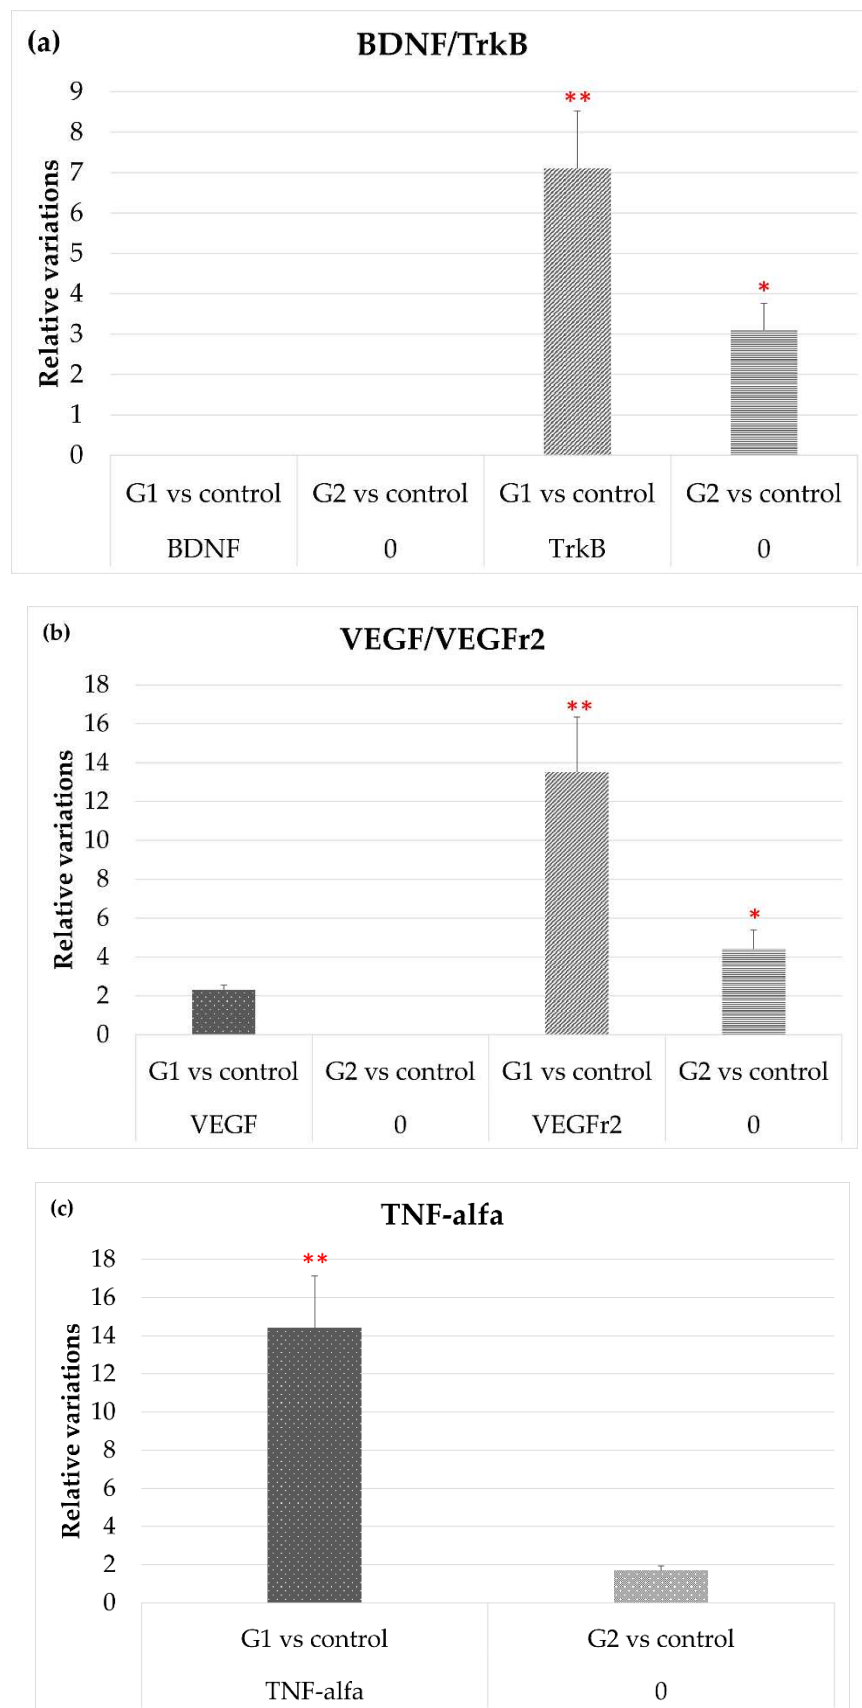 (a)
BDNF/TrkB
Relative variations
9
8
7
6
5
4
3
2
1
0
**
*
G1 vs control G2 vs control G1 vs control G2 vs control
BDNF 0 TrkB 0
(b)
VEGF/VEGFr2
Relative variations
18
16
14
12
10
8
6
4
2
0
**
*
G1 vs control G2 vs control G1 vs control G2 vs control
VEGF 0 VEGFr2 0
(c)
TNF-alfa
Relative variations
18
16
14
12
10
8
6
4
2
0
**
G1 vs control G2 vs control
TNF-alfa 0